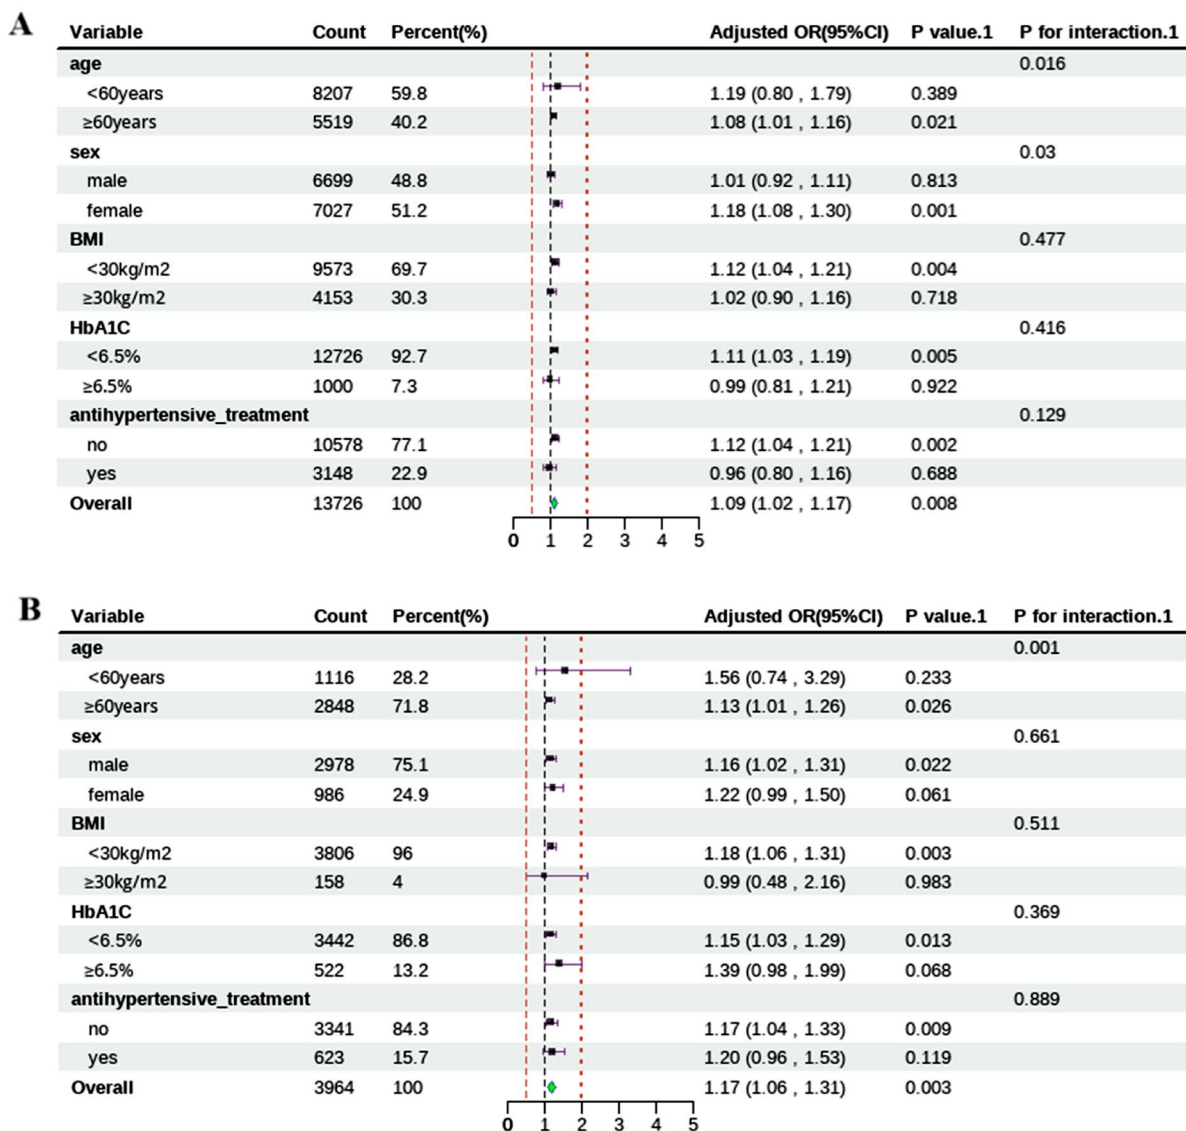 A
Variable Count Percent(%) Adjusted OR(95%CI) P value.1 P for interaction.1
age 0.016
<60years 8207 59.8 1.19 (0.80 , 1.79) 0.389
≥60years 5519 40.2 1.08 (1.01 , 1.16) 0.021
sex 0.03
male 6699 48.8 1.01 (0.92 , 1.11) 0.813
female 7027 51.2 1.18 (1.08 , 1.30) 0.001
BMI 0.477
<30kg/m2 9573 69.7 1.12 (1.04 , 1.21) 0.004
≥30kg/m2 4153 30.3 1.02 (0.90 , 1.16) 0.718
HbA1C 0.416
<6.5% 12726 92.7 1.11 (1.03 , 1.19) 0.005
≥6.5% 1000 7.3 0.99 (0.81 , 1.21) 0.922
antihypertensive_treatment 0.129
no 10578 77.1 1.12 (1.04 , 1.21) 0.002
yes 3148 22.9 0.96 (0.80 , 1.16) 0.688
Overall 13726 100 1.09 (1.02 , 1.17) 0.008
0 1 2 3 4 5
B
Variable Count Percent(%) Adjusted OR(95%CI) P value.1 P for interaction.1
age 0.001
<60years 1116 28.2 1.56 (0.74 , 3.29) 0.233
≥60years 2848 71.8 1.13 (1.01 , 1.26) 0.026
sex 0.661
male 2978 75.1 1.16 (1.02 , 1.31) 0.022
female 986 24.9 1.22 (0.99 , 1.50) 0.061
BMI 0.511
<30kg/m2 3806 96 1.18 (1.06 , 1.31) 0.003
≥30kg/m2 158 4 0.99 (0.48 , 2.16) 0.983
HbA1C 0.369
<6.5% 3442 86.8 1.15 (1.03 , 1.29) 0.013
≥6.5% 522 13.2 1.39 (0.98 , 1.99) 0.068
antihypertensive_treatment 0.889
no 3341 84.3 1.17 (1.04 , 1.33) 0.009
yes 623 15.7 1.20 (0.96 , 1.53) 0.119
Overall 3964 100 1.17 (1.06 , 1.31) 0.003
0 1 2 3 4 5